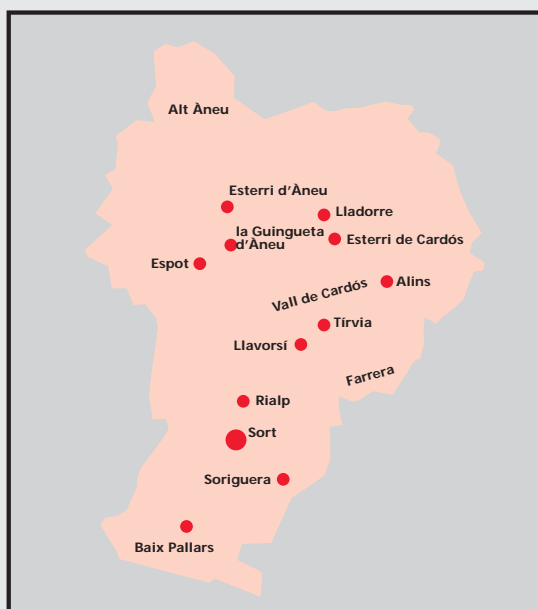 Alt Àneu
Esterri d'Àneu
Lladorre
la Guingueta
d'Àneu
Esterri de Cardós
Espot
Alins
Vall de Cardós
Tírvia
Llavorsí
Farrera
Rialp
Sort
Soriguera
Baix Pallars